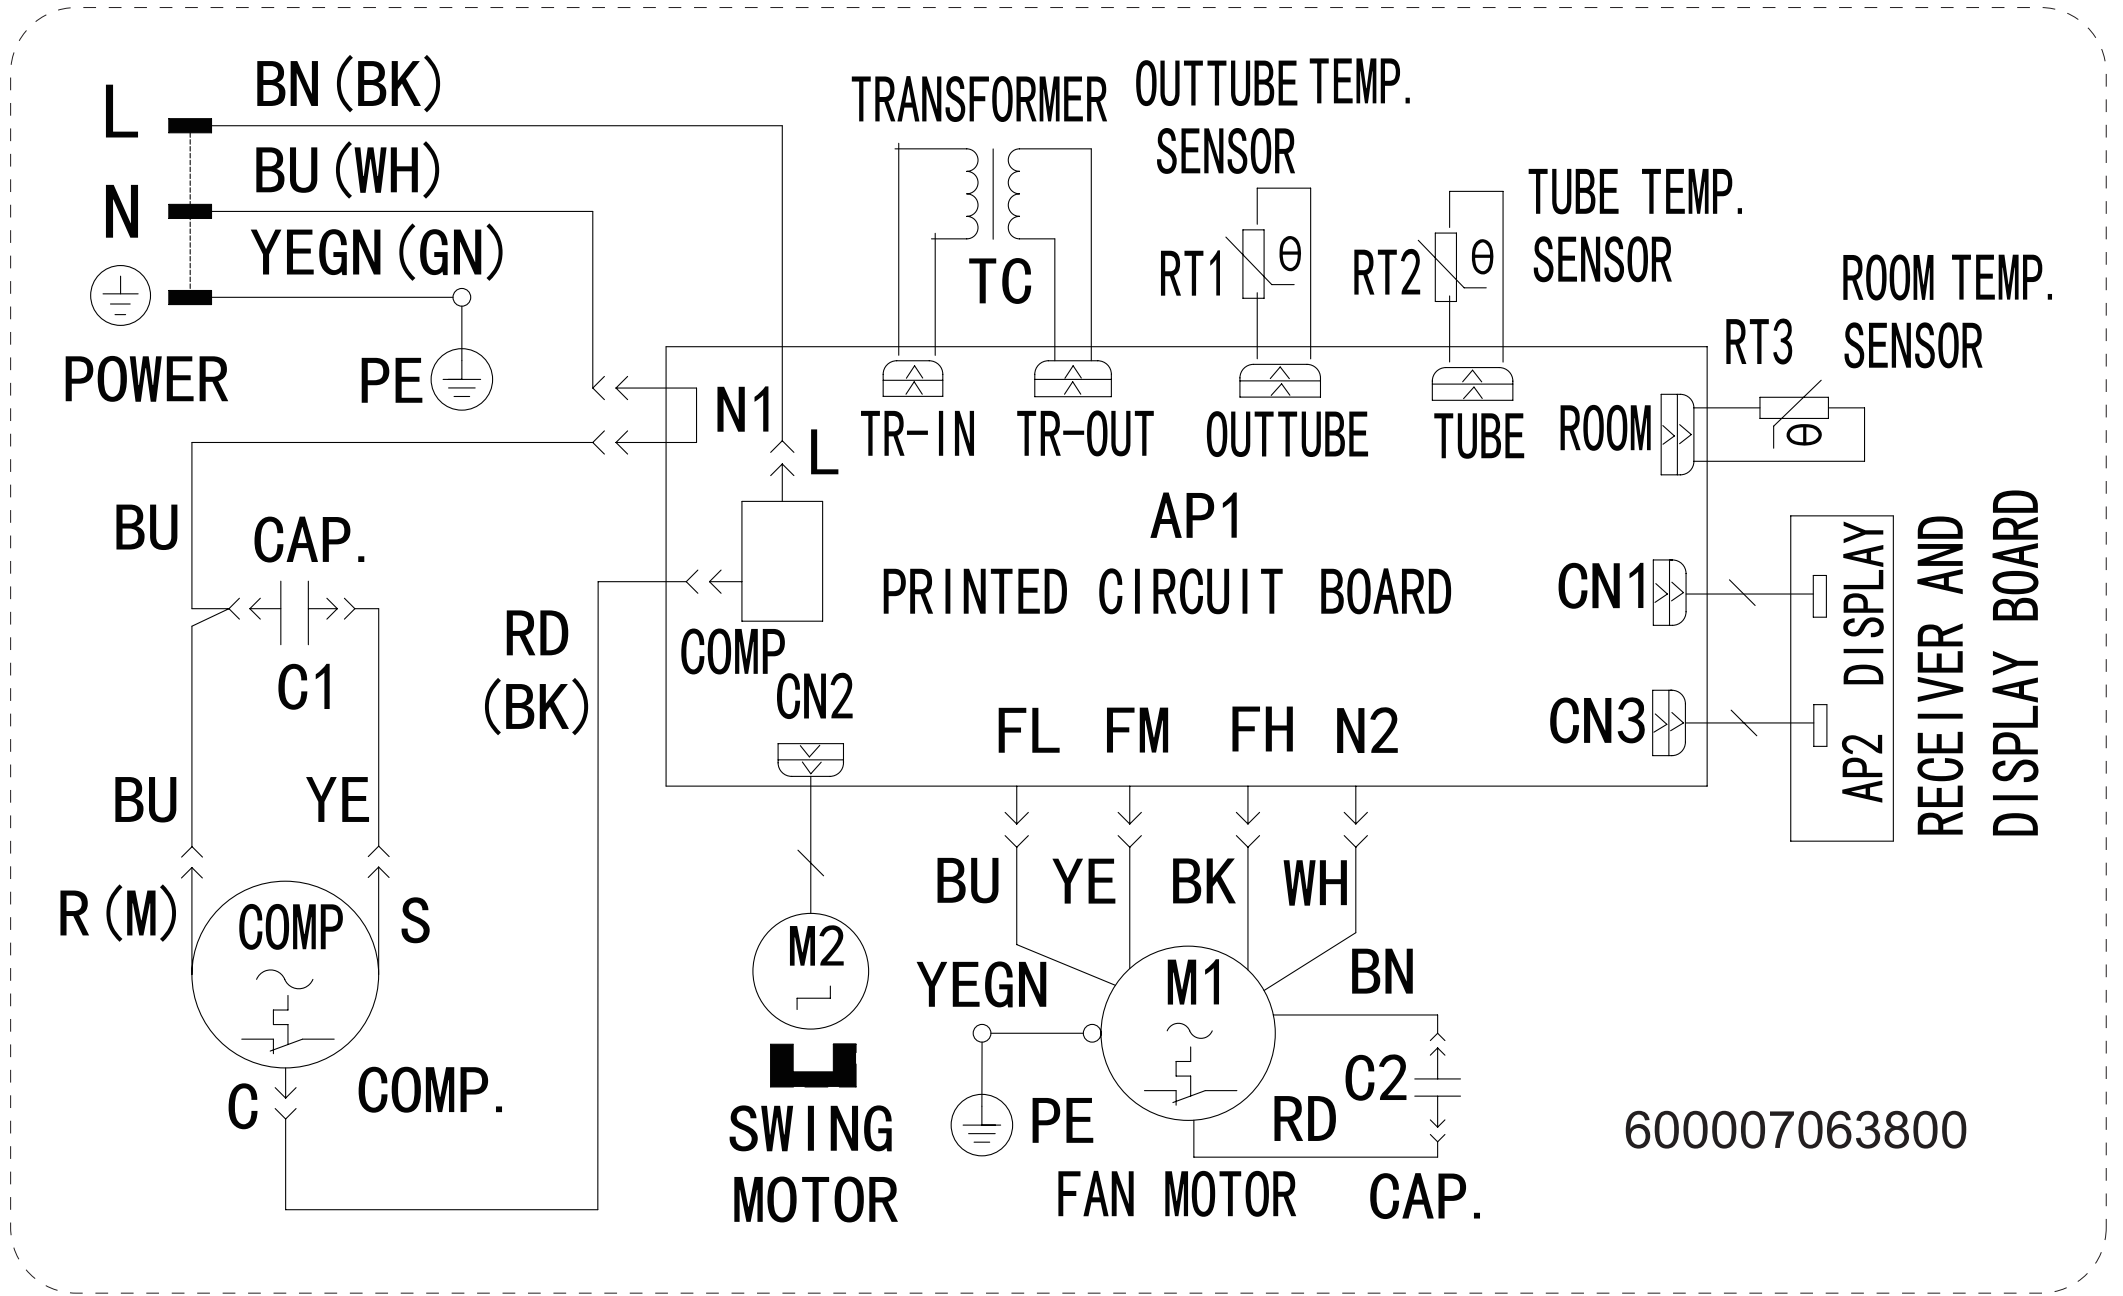 L
BN(BK)
N
BU(WH)
YEGN(GN)
POWER
PE
TRANSFORMER
TC
OUTTUBE TEMP.
SENSOR
RT1
θ
TUBE TEMP.
SENSOR
RT2
θ
ROOM TEMP.
SENSOR
RT3
θ
N1
L
TR-IN
TR-OUT
OUTTUBE
TUBE
ROOM
AP1
PRINTED CIRCUIT BOARD
COMP
CN2
FL
FM
FH
N2
CN1
CN3
AP2 DISPLAY
RECEIVER AND
DISPLAY BOARD
BU
CAP.
C1
RD
(BK)
BU
YE
R(M)
COMP
S
C
COMP.
M2
SWING
MOTOR
BU
YE
BK
WH
YEGN
M1
BN
PE
C2
RD
FAN MOTOR
CAP.
600007063800